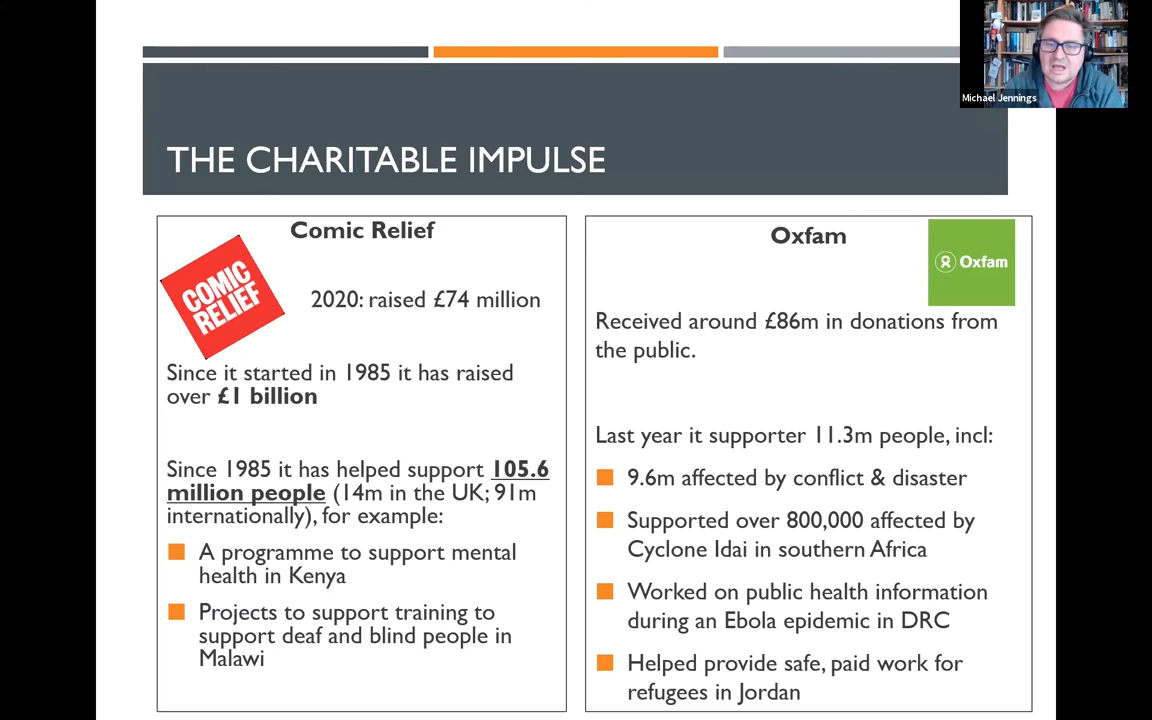 Michael Jennings
THE CHARITABLE IMPULSE
Comic Relief
COMIC
RELIEF
2020: raised £74 million
Since it started in 1985 it has raised
over £1 billion
Since 1985 it has helped support 105.6
million people (14m in the UK; 91m
internationally), for example:
A programme to support mental
health in Kenya
Projects to support training to
support deaf and blind people in
Malawi
Oxfam
Oxfam
Received around £86m in donations from
the public.
Last year it supporter 11.3m people, incl:
9.6m affected by conflict & disaster
Supported over 800,000 affected by
Cyclone Idai in southern Africa
Worked on public health information
during an Ebola epidemic in DRC
Helped provide safe, paid work for
refugees in Jordan